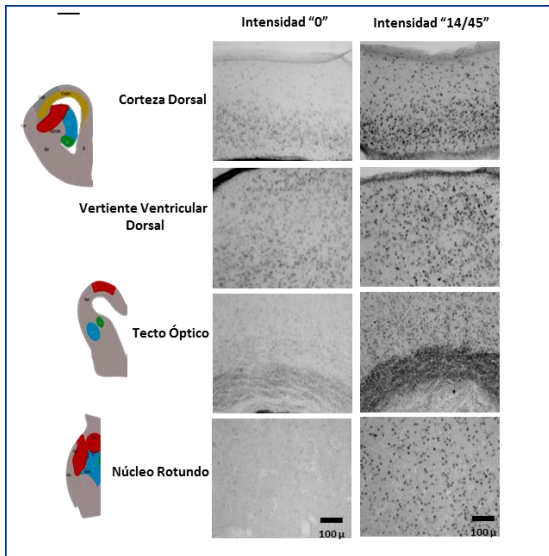 Intensidad “0”
Intensidad “14/45”
Corteza Dorsal
Vertiente Ventricular
Dorsal
Tecto Óptico
Núcleo Rotundo
100 µ
100 µ